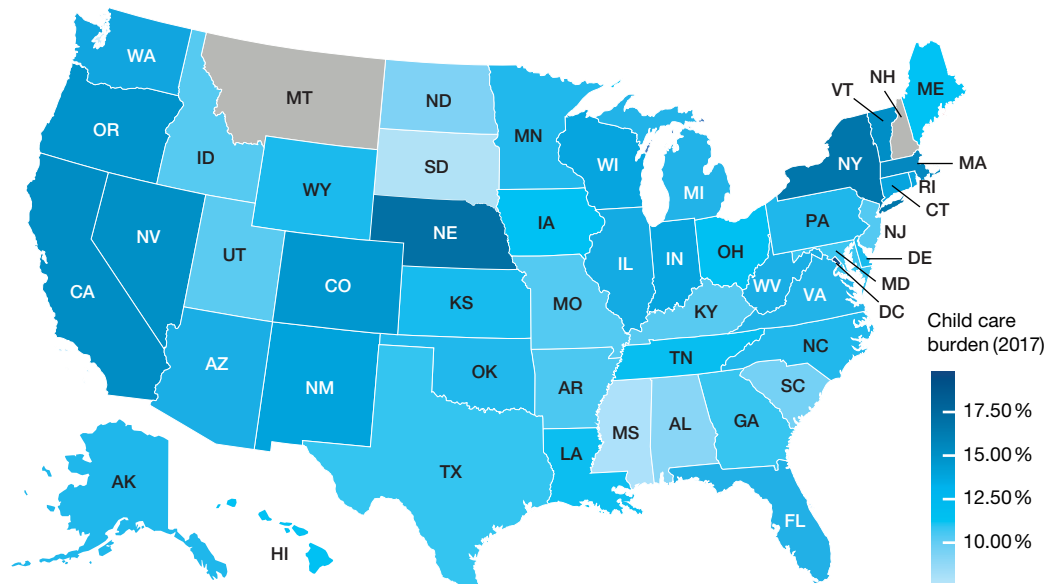 WA
MT
ND
MN
VT
NH
ME
OR
ID
SD
WI
NY
MA
WY
MI
RI
CT
NV
NE
IA
PA
NJ
UT
IL
IN
OH
DE
CA
CO
KS
MO
WV
VA
MD
KY
DC
AZ
NM
OK
TN
NC
AR
SC
MS
AL
GA
TX
LA
AK
HI
FL
Child care
burden (2017)
17.50 %
15.00 %
12.50 %
10.00 %